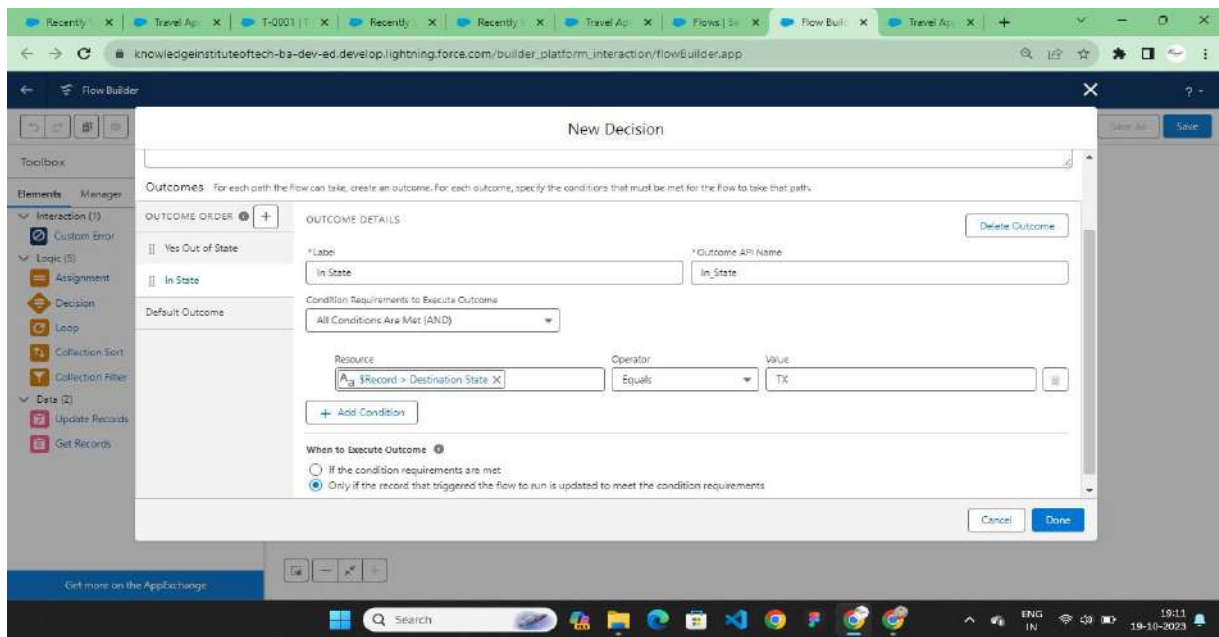 Recently
Travel Ap
T-0001 | T
Recently
Recently
Travel Ap
Flows | Se
Flow Buil
Travel Ap
knowledgeinstituteoftech-ba-dev-ed.develop.lightning.force.com/builder_platform_interaction/flowBuilder.app
Flow Builder
?
New Decision
Save As
Save
Toolbox
Elements Manager
Interaction (1)
Custom Error
Logic (5)
Assignment
Decision
Loop
Collection Sort
Collection Filter
Data (2)
Update Records
Get Records
Get more on the AppExchange
Outcomes For each path the flow can take, create an outcome. For each outcome, specify the conditions that must be met for the flow to take that path.
OUTCOME ORDER
Yes Out of State
In State
Default Outcome
OUTCOME DETAILS
Delete Outcome
*Label
In State
*Outcome API Name
In_State
Condition Requirements to Execute Outcome
All Conditions Are Met (AND)
Resource Operator Value
Aa $Record > Destination State Equals TX
+ Add Condition
When to Execute Outcome
If the condition requirements are met
Only if the record that triggered the flow to run is updated to meet the condition requirements
Cancel
Done
Search
ENG
IN
19:11
19-10-2023